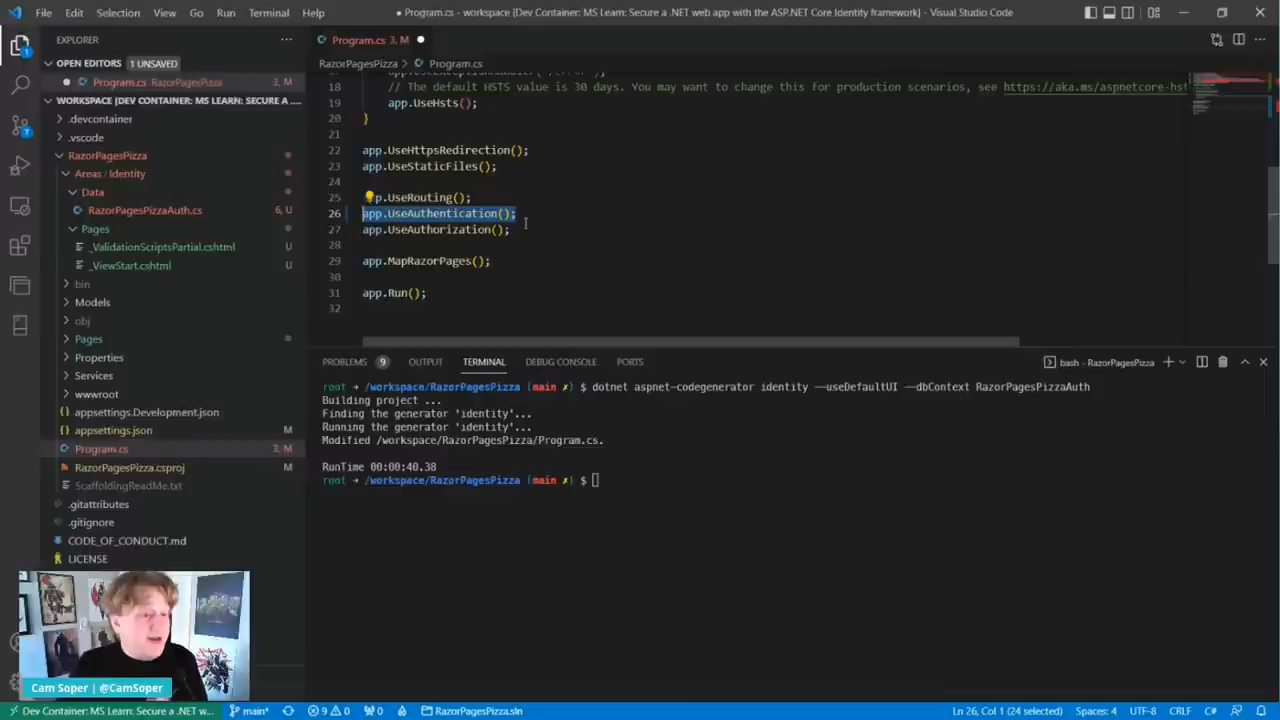 File Edit Selection View Go Run Terminal Help
● Program.cs - workspace [Dev Container: MS Learn: Secure a .NET web app with the ASP.NET Core Identity framework] - Visual Studio Code
EXPLORER
OPEN EDITORS 1 UNSAVED
Program.cs RazorPagesPizza 3, M
WORKSPACE [DEV CONTAINER: MS LEARN: SECURE A ....
.devcontainer
.vscode
RazorPagesPizza
Areas / Identity
Data
RazorPagesPizzaAuth.cs 6, U
Pages
_ValidationScriptsPartial.cshtml U
_ViewStart.cshtml U
bin
Models
obj
Pages
Properties
Services
wwwroot
appsettings.Development.json
appsettings.json M
Program.cs 3, M
RazorPagesPizza.csproj M
ScaffoldingReadMe.txt
.gitattributes
.gitignore
CODE_OF_CONDUCT.md
LICENSE
1
7
Program.cs 3, M
RazorPagesPizza > Program.cs
18 // The default HSTS value is 30 days. You may want to change this for production scenarios, see https://aka.ms/aspnetcore-hst
19 app.UseHsts();
20 }
21
22 app.UseHttpsRedirection();
23 app.UseStaticFiles();
24
25 p.UseRouting();
26 app.UseAuthentication();
27 app.UseAuthorization();
28
29 app.MapRazorPages();
30
31 app.Run();
32
PROBLEMS 9 OUTPUT TERMINAL DEBUG CONSOLE PORTS
bash - RazorPagesPizza
root → /workspace/RazorPagesPizza (main ✗) $ dotnet aspnet-codegenerator identity --useDefaultUI --dbContext RazorPagesPizzaAuth
Building project ...
Finding the generator 'identity'...
Running the generator 'identity'...
Modified /workspace/RazorPagesPizza/Program.cs.
RunTime 00:00:40.38
root → /workspace/RazorPagesPizza (main ✗) $
Cam Soper | @CamSoper
Dev Container: MS Learn: Secure a .NET w... main* 9 0 0 RazorPagesPizza.sln
Ln 26, Col 1 (24 selected) Spaces: 4 UTF-8 CRLF C#